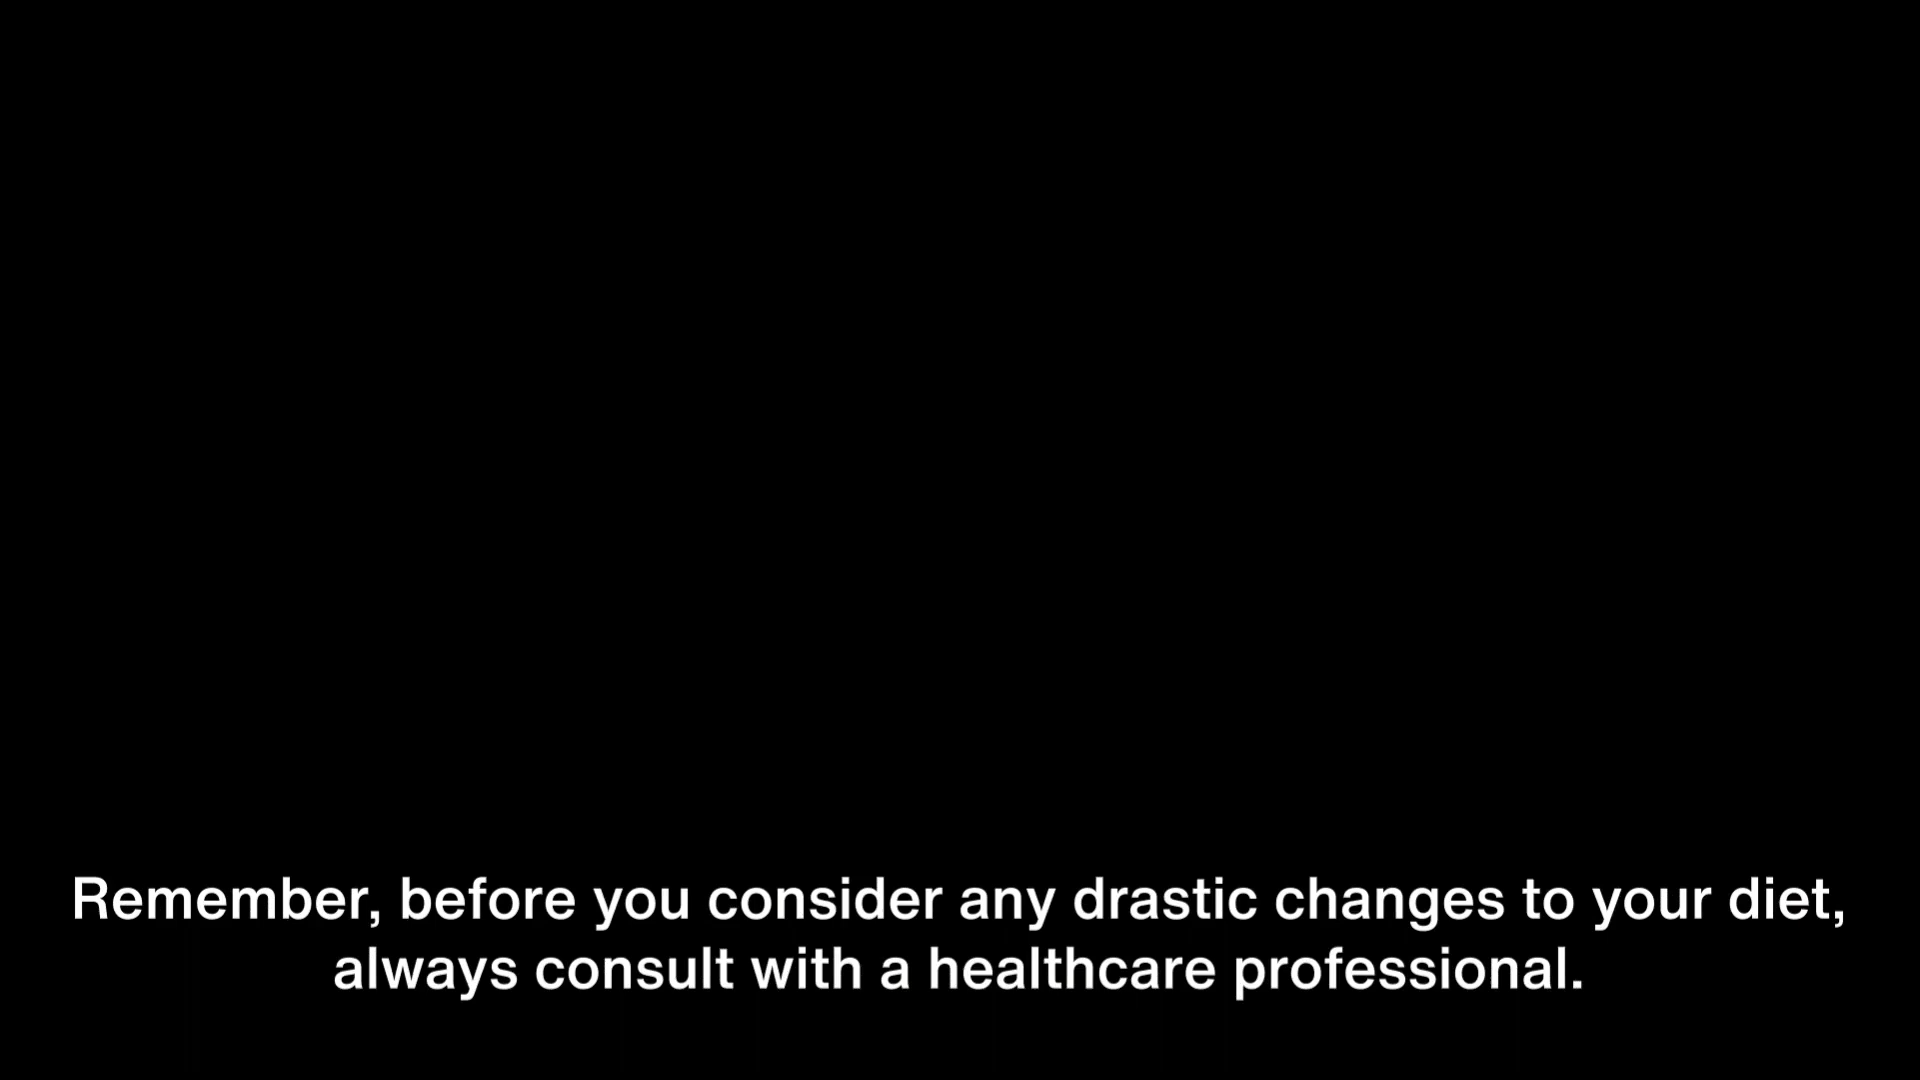 Remember, before you consider any drastic changes to your diet,
always consult with a healthcare professional.